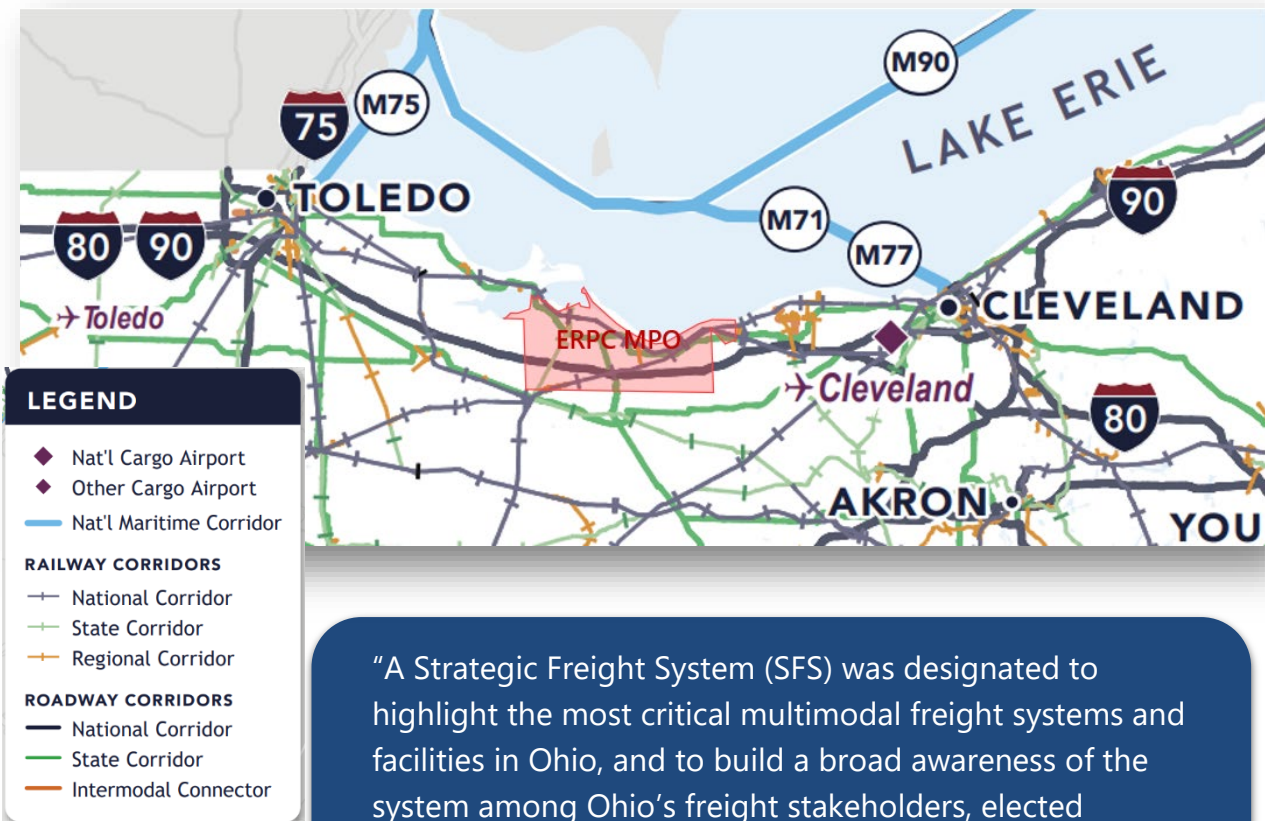 M90
M75
LAKE ERIE
75
TOLEDO
90
80 90
M71
M77
CLEVELAND
Toledo
ERPC MPO
Cleveland
80
AKRON
YOU
LEGEND
Nat'l Cargo Airport
Other Cargo Airport
Nat'l Maritime Corridor
RAILWAY CORRIDORS
National Corridor
State Corridor
Regional Corridor
ROADWAY CORRIDORS
National Corridor
State Corridor
Intermodal Connector
“A Strategic Freight System (SFS) was designated to
highlight the most critical multimodal freight systems and
facilities in Ohio, and to build a broad awareness of the
system among Ohio’s freight stakeholders, elected